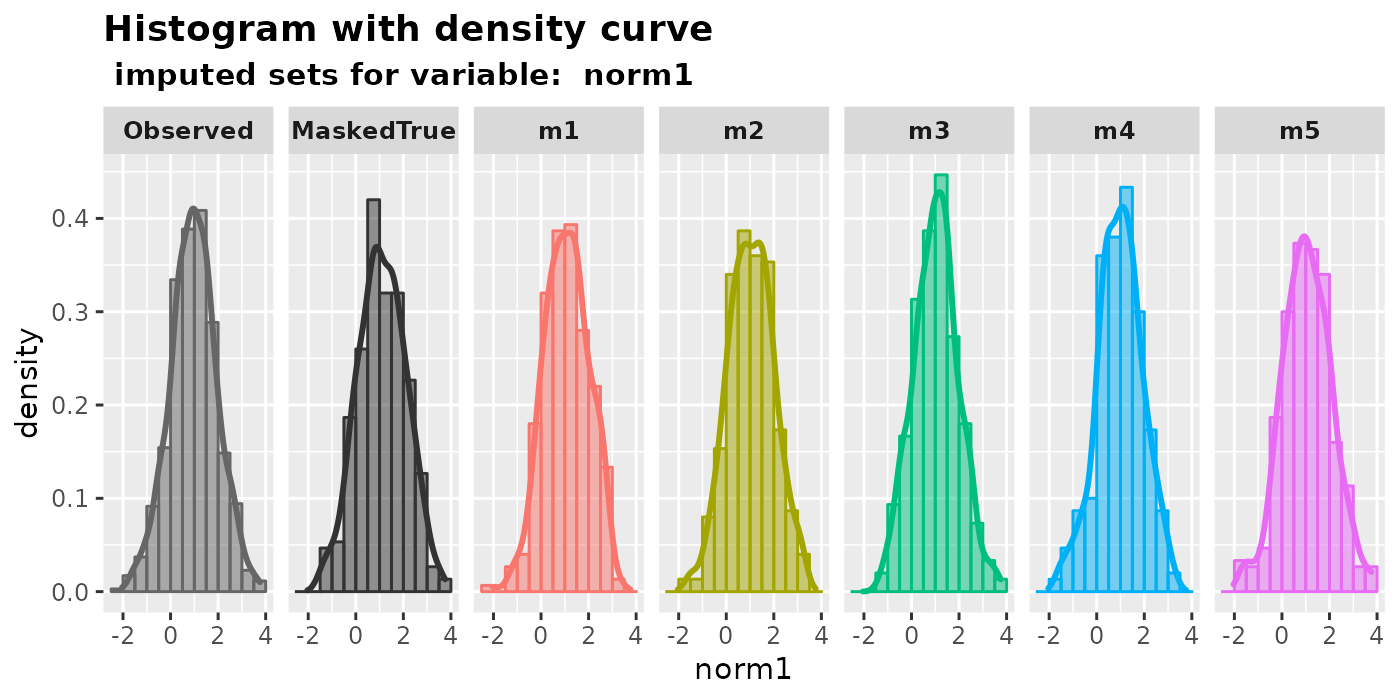 Histogram with density curve
imputed sets for variable:  norm1
Observed MaskedTrue m1 m2 m3 m4 m5
0.4
0.3
0.2
0.1
0.0
density
-2 0 2 4 -2 0 2 4 -2 0 2 4 -2 0 2 4 -2 0 2 4 -2 0 2 4 -2 0 2 4
norm1